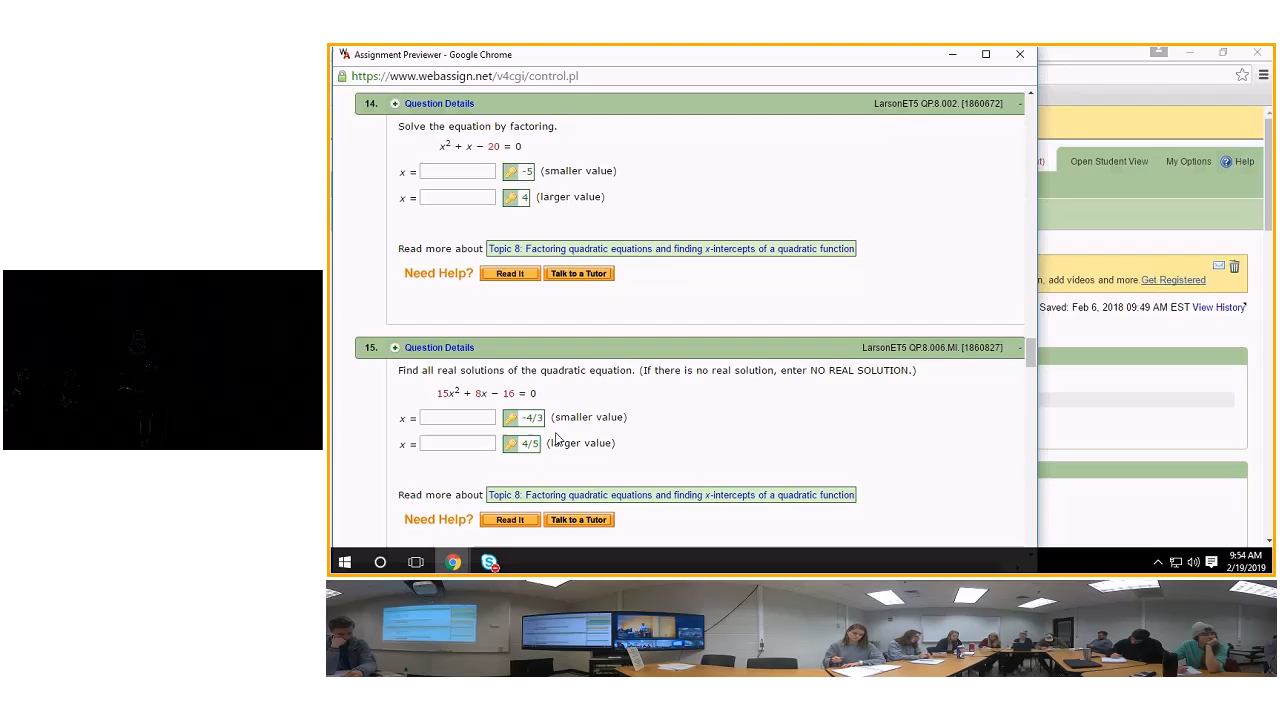 Assignment Previewer - Google Chrome
https://www.webassign.net/v4cgi/control.pl
14. Question Details LarsonET5 QP.8.002. [1860672] -
Solve the equation by factoring.
x² + x − 20 = 0
x = -5 (smaller value)
x = 4 (larger value)
Read more about Topic 8: Factoring quadratic equations and finding x-intercepts of a quadratic function
Need Help? Read It Talk to a Tutor
15. Question Details LarsonET5 QP.8.006.MI. [1860827] -
Find all real solutions of the quadratic equation. (If there is no real solution, enter NO REAL SOLUTION.)
15x² + 8x − 16 = 0
x = -4/3 (smaller value)
x = 4/5 (larger value)
Read more about Topic 8: Factoring quadratic equations and finding x-intercepts of a quadratic function
Need Help? Read It Talk to a Tutor
Open Student View My Options Help
n, add videos and more. Get Registered
Saved: Feb 6, 2018 09:49 AM EST View History
9:54 AM
2/19/2019